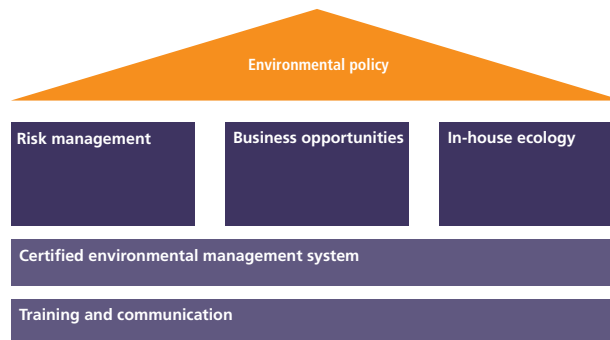 Environmental policy
Risk management
Business opportunities
In-house ecology
Certified environmental management system
Training and communication